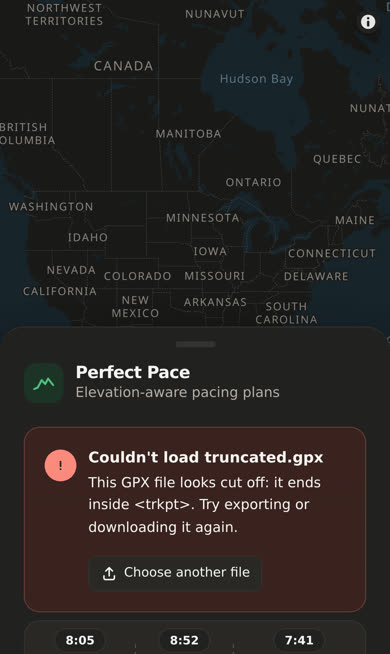 NORTHWEST
TERRITORIES
NUNAVUT
CANADA
Hudson Bay
NUNAT
BRITISH
OLUMBIA
MANITOBA
QUEBEC
ONTARIO
WASHINGTON
MINNESOTA
MAINE
IDAHO
IOWA
CONNECTICUT
NEVADA
COLORADO
MISSOURI
DELAWARE
CALIFORNIA
NEW
MEXICO
ARKANSAS
SOUTH
CAROLINA
Perfect Pace
Elevation-aware pacing plans
!
Couldn't load truncated.gpx
This GPX file looks cut off: it ends
inside <trkpt>. Try exporting or
downloading it again.
Choose another file
8:05
8:52
7:41